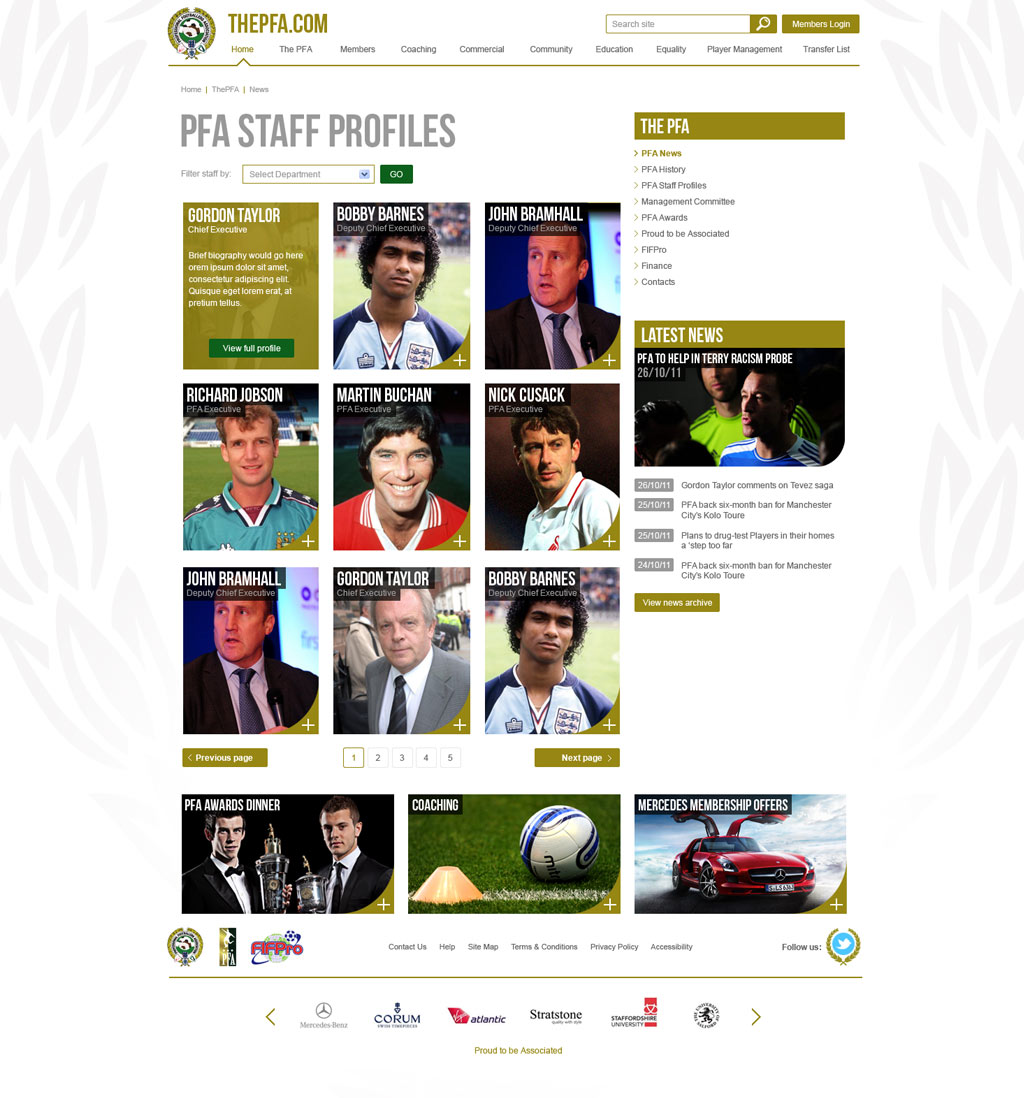 THEPFA.COM
Search site
Members Login
Home The PFA Members Coaching Commercial Community Education Equality Player Management Transfer List
Home | ThePFA | News
PFA STAFF PROFILES
Filter staff by: Select Department GO
GORDON TAYLOR
Chief Executive
Brief biography would go here
orem ipsum dolor sit amet,
consectetur adipiscing elit.
Quisque eget lorem erat, at
pretium tellus.
View full profile
BOBBY BARNES
Deputy Chief Executive
JOHN BRAMHALL
Deputy Chief Executive
RICHARD JOBSON
PFA Executive
MARTIN BUCHAN
PFA Executive
NICK CUSACK
PFA Executive
JOHN BRAMHALL
Deputy Chief Executive
GORDON TAYLOR
Chief Executive
BOBBY BARNES
Deputy Chief Executive
Previous page
1 2 3 4 5
Next page
THE PFA
PFA News
PFA History
PFA Staff Profiles
Management Committee
PFA Awards
Proud to be Associated
FIFPro
Finance
Contacts
LATEST NEWS
PFA TO HELP IN TERRY RACISM PROBE
26/10/11
26/10/11 Gordon Taylor comments on Tevez saga
25/10/11 PFA back six-month ban for Manchester
City's Kolo Toure
25/10/11 Plans to drug-test Players in their homes
a 'step too far
24/10/11 PFA back six-month ban for Manchester
City's Kolo Toure
View news archive
PFA AWARDS DINNER
COACHING
mitre
MERCEDES MEMBERSHIP OFFERS
FIFPro
Contact Us Help Site Map Terms & Conditions Privacy Policy Accessibility
Follow us:
Mercedes-Benz
CORUM
SWISS TIMEPIECES
atlantic
Stratstone
quality with style
STAFFORDSHIRE
UNIVERSITY
THE UNIVERSITY OF SALFORD
Proud to be Associated